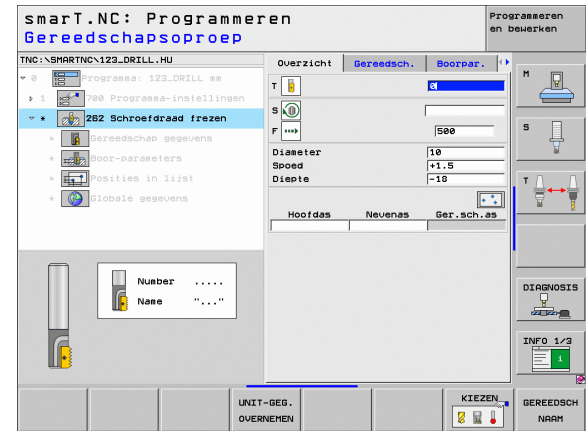 smarT.NC: Programmeren
Gereedschapsoproep
Programmeren
en bewerken
TNC:\SMARTNC\123_DRILL.HU
0 Programma: 123_DRILL mm
1 700 Programma-instellingen
* 262 Schroefdraad frezen
* Gereedschap gegevens
* Boor-parameters
* Posities in lijst
* Globale gegevens
Overzicht Gereedsch. Boorpar.
T 0
S
F 500
Diameter 10
Spoed +1.5
Diepte -18
Hoofdas Nevenas Ger.sch.as
Number .....
Name "..."
M
S
T
DIAGNOSIS
INFO 1/3
UNIT-GEG.
OVERNEMEN
KIEZEN
GEREEDSCH
NAAM